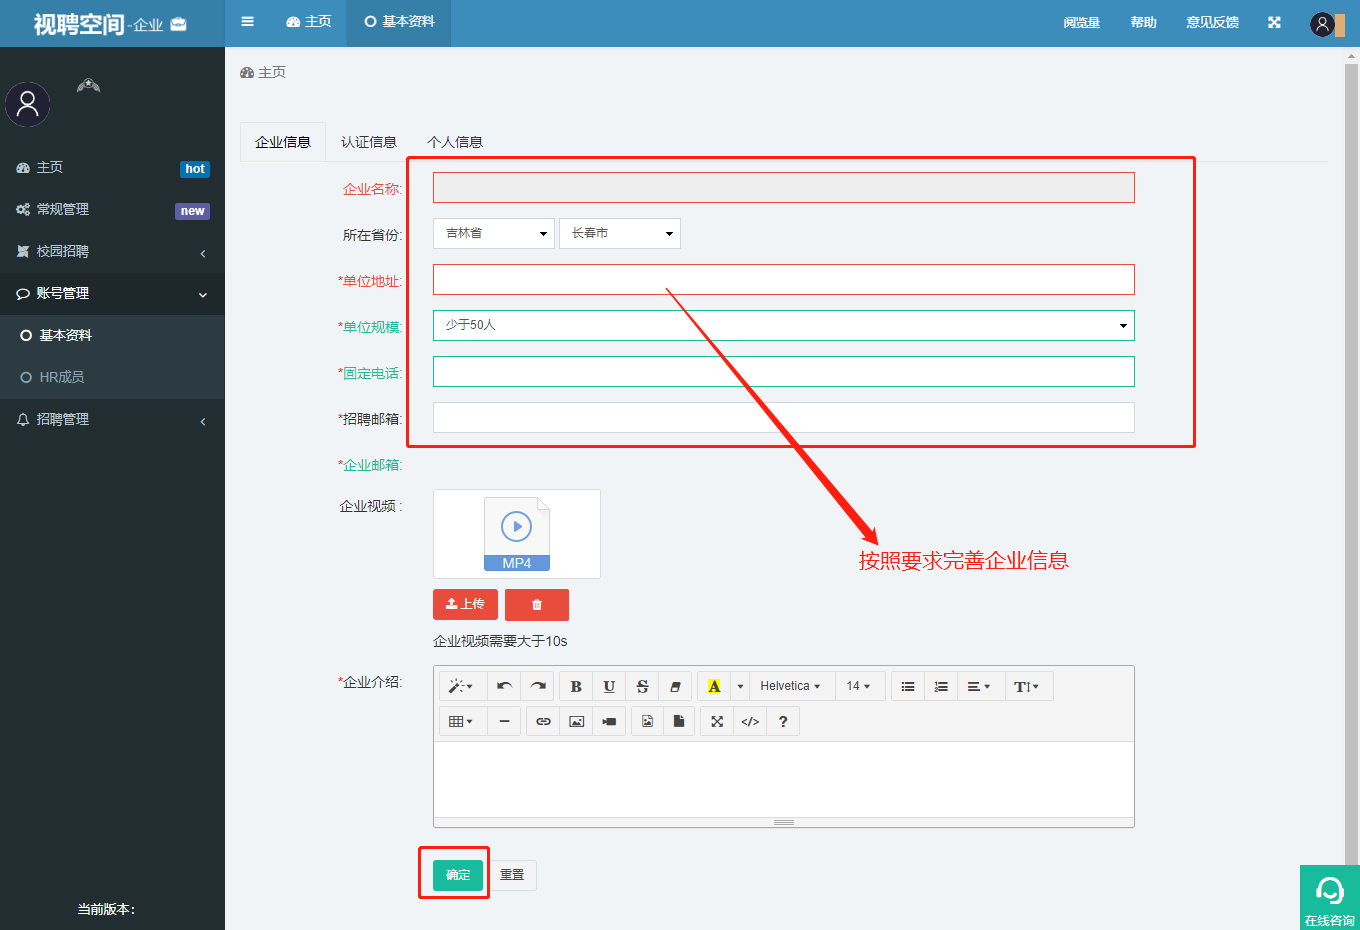 视聘空间-企业
主页
基本资料
阅览量
帮助
意见反馈
主页
hot
常规管理
new
校园招聘
账号管理
基本资料
HR成员
招聘管理
当前版本:
主页
企业信息
认证信息
个人信息
企业名称:
所在省份:
吉林省
长春市
*单位地址:
*单位规模:
少于50人
*固定电话:
*招聘邮箱:
*企业邮箱:
企业视频 :
MP4
上传
企业视频需要大于10s
按照要求完善企业信息
*企业介绍:
B U S A Helvetica 14 T
</> ?
确定
重置
在线咨询